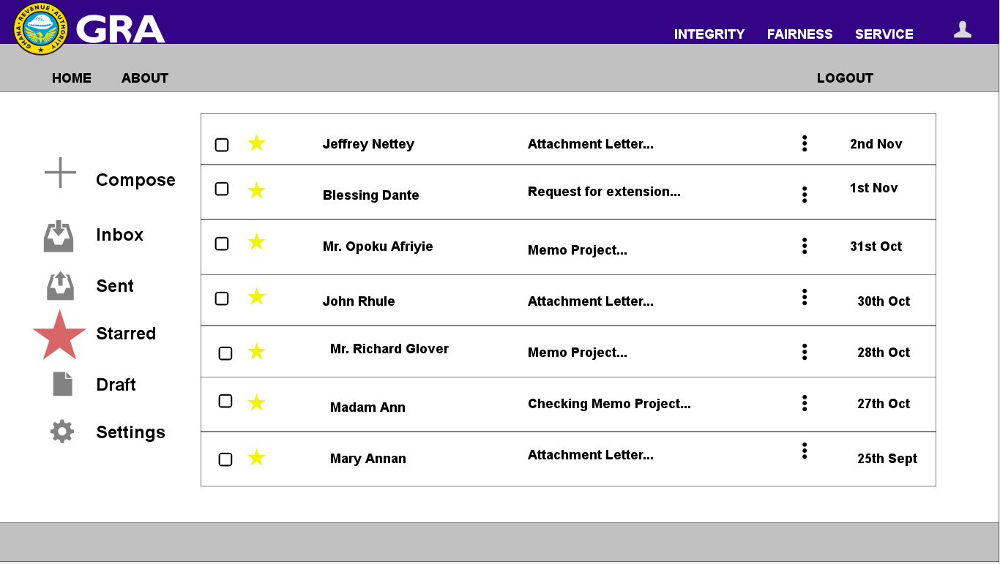 GHANA · REVENUE · AUTHORITY
GRA
INTEGRITY FAIRNESS SERVICE
HOME ABOUT LOGOUT
Compose
Inbox
Sent
Starred
Draft
Settings
Jeffrey Nettey Attachment Letter... 2nd Nov
Blessing Dante Request for extension... 1st Nov
Mr. Opoku Afriyie Memo Project... 31st Oct
John Rhule Attachment Letter... 30th Oct
Mr. Richard Glover Memo Project... 28th Oct
Madam Ann Checking Memo Project... 27th Oct
Mary Annan Attachment Letter... 25th Sept